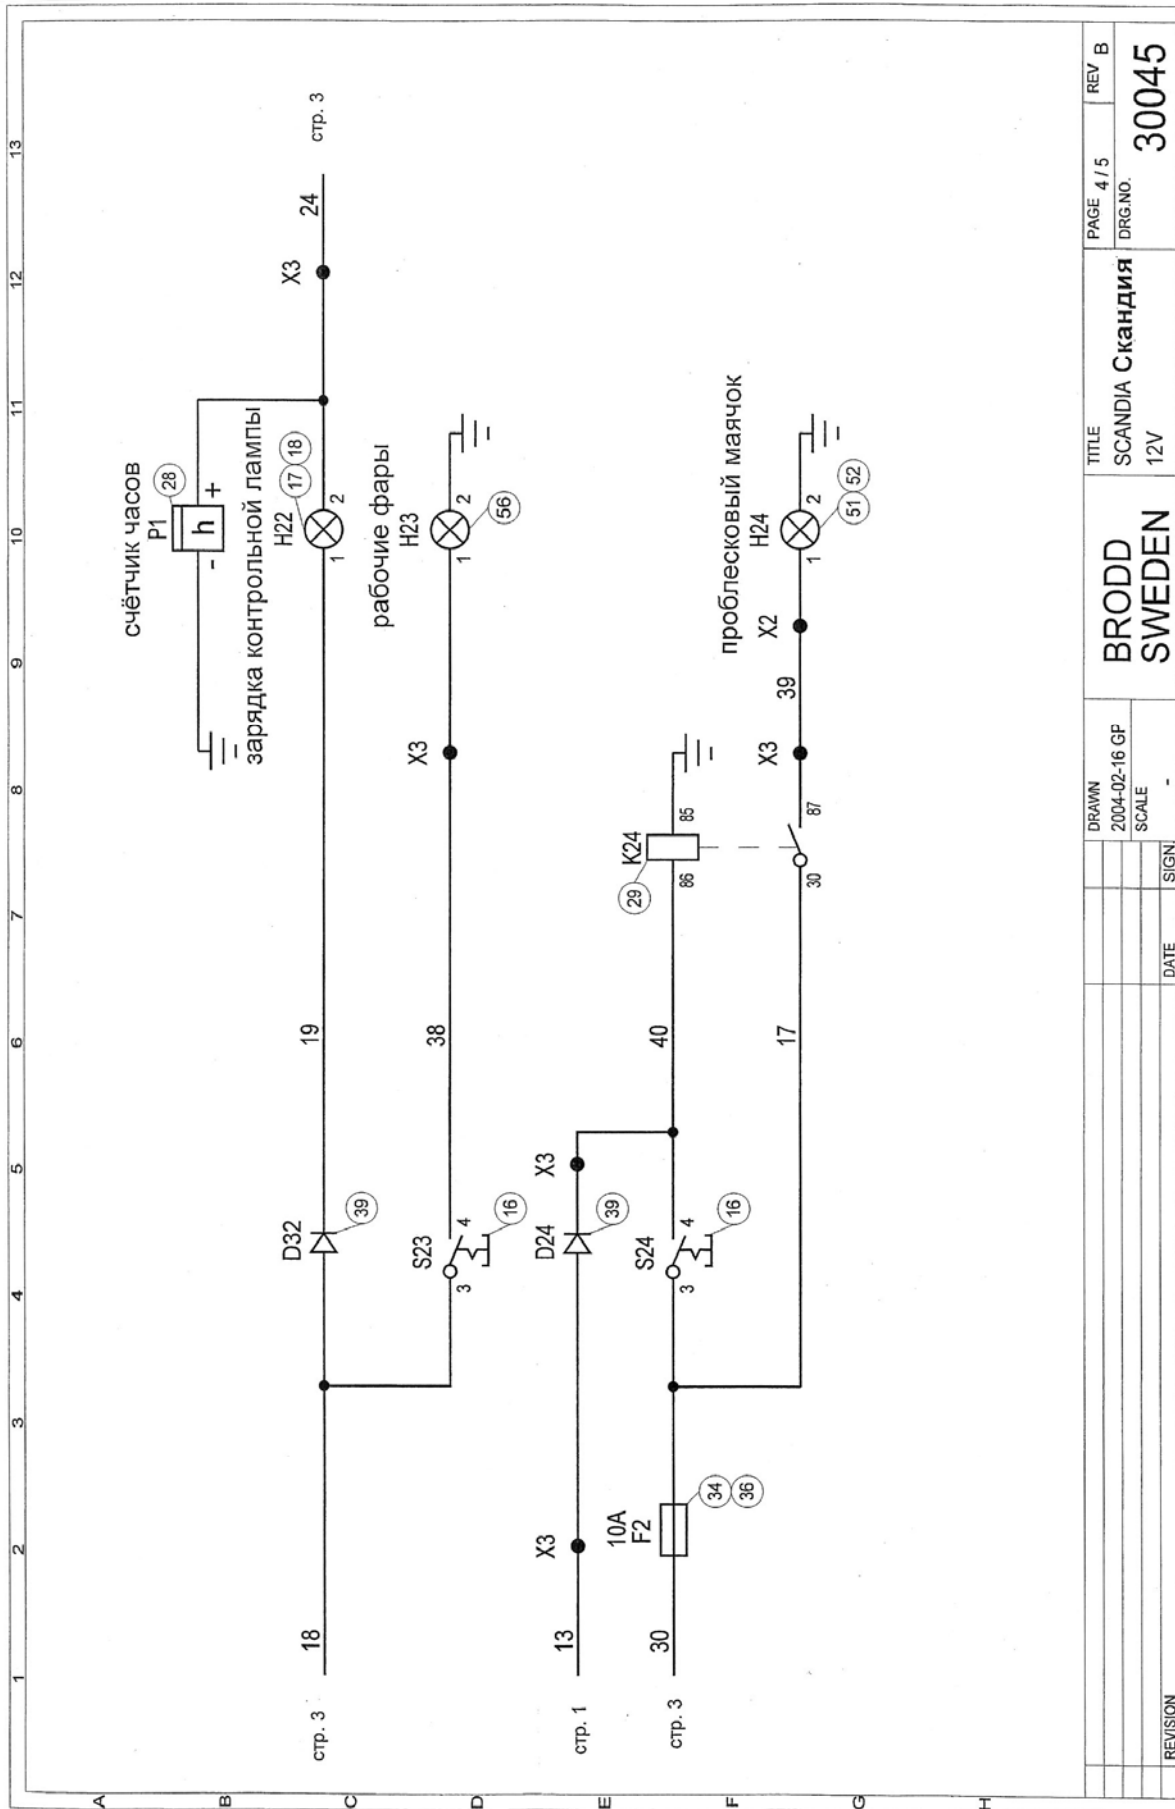 1 2 3 4 5 6 7 8 9 10 11 12 13
A
B
C
D
E
F
G
H
счётчик часов
P1
28
h
-
+
зарядка контрольной лампы
H22
17
18
стр. 3
18
D32
39
19
1
2
X3
24
стр. 3
рабочие фары
S23
3
4
16
38
X3
H23
1
2
56
стр. 1
13
X3
D24
39
X3
стр. 3
30
10A
F2
34
36
S24
3
4
16
40
K24
29
86
85
проблесковый маячок
17
30
87
X3
39
X2
H24
1
2
51
52
REVISION
DATE
SIGN.
DRAWN
2004-02-16 GP
SCALE
-
BRODD
SWEDEN
TITLE
SCANDIA Скандия
12V
PAGE 4 / 5
REV B
DRG.NO.
30045